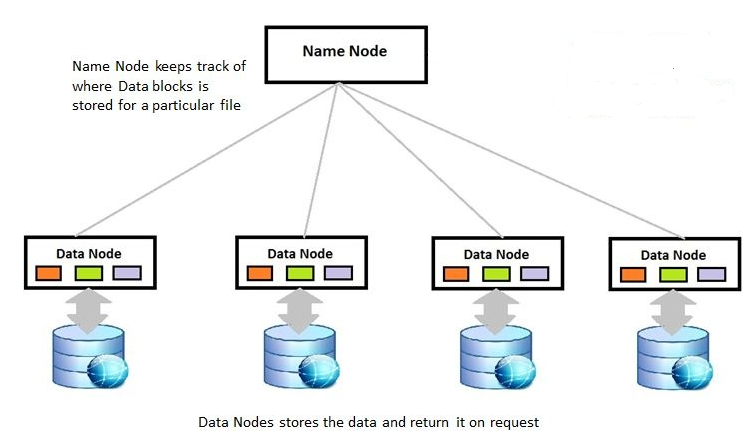 Name Node
Name Node keeps track of
where Data blocks is
stored for a particular file
Data Node
Data Node
Data Node
Data Node
Data Nodes stores the data and return it on request